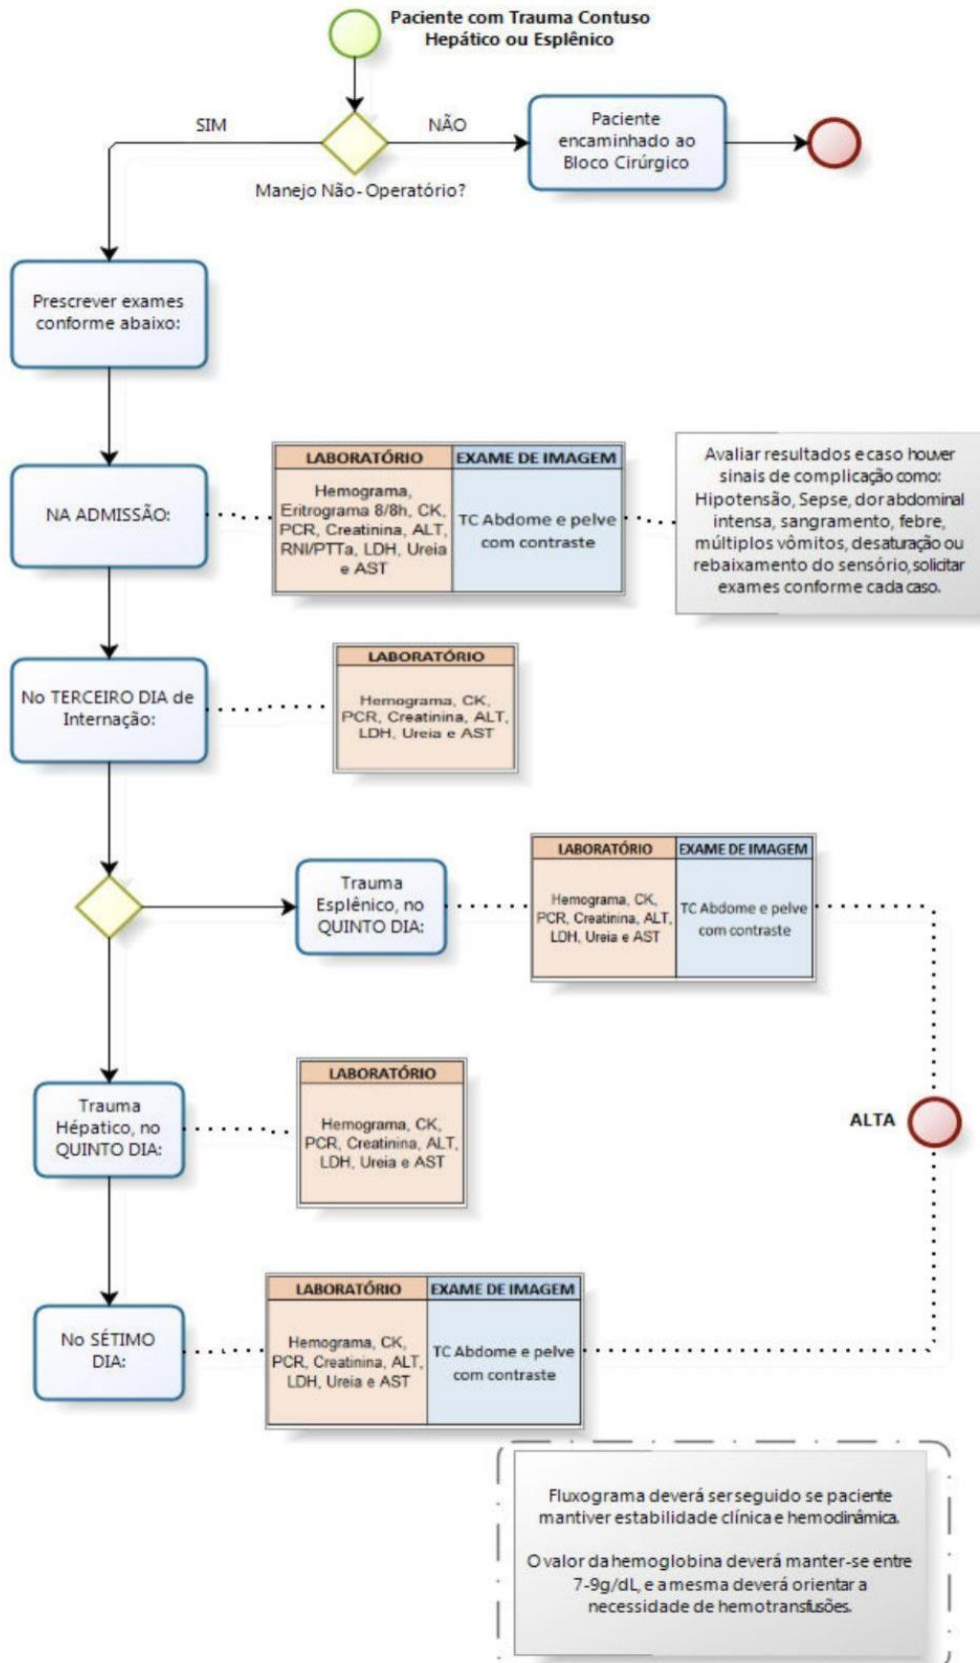 Paciente com Trauma Contuso
Hepático ou Esplênico
SIM
NÃO
Manejo Não-Operatório?
Paciente
encaminhado ao
Bloco Cirúrgico
Prescrever exames
conforme abaixo:
NA ADMISSÃO:
LABORATÓRIO
Hemograma,
Eritrograma 8/8h, CK,
PCR, Creatinina, ALT,
RNI/PTTa, LDH, Ureia
e AST
EXAME DE IMAGEM
TC Abdome e pelve
com contraste
Avaliar resultados e caso houver
sinais de complicação como:
Hipotensão, Sepse, dor abdominal
intensa, sangramento, febre,
múltiplos vômitos, desaturação ou
rebaixamento do sensório, solicitar
exames conforme cada caso.
No TERCEIRO DIA de
Internação:
LABORATÓRIO
Hemograma, CK,
PCR, Creatinina, ALT,
LDH, Ureia e AST
Trauma
Esplênico, no
QUINTO DIA:
LABORATÓRIO
Hemograma, CK,
PCR, Creatinina, ALT,
LDH, Ureia e AST
EXAME DE IMAGEM
TC Abdome e pelve
com contraste
Trauma
Hépatico, no
QUINTO DIA:
LABORATÓRIO
Hemograma, CK,
PCR, Creatinina, ALT,
LDH, Ureia e AST
ALTA
No SÉTIMO
DIA:
LABORATÓRIO
Hemograma, CK,
PCR, Creatinina, ALT,
LDH, Ureia e AST
EXAME DE IMAGEM
TC Abdome e pelve
com contraste
Fluxograma deverá ser seguido se paciente
mantiver estabilidade clínica e hemodinâmica.
O valor da hemoglobina deverá manter-se entre
7-9g/dL, e a mesma deverá orientar a
necessidade de hemotransfusões.